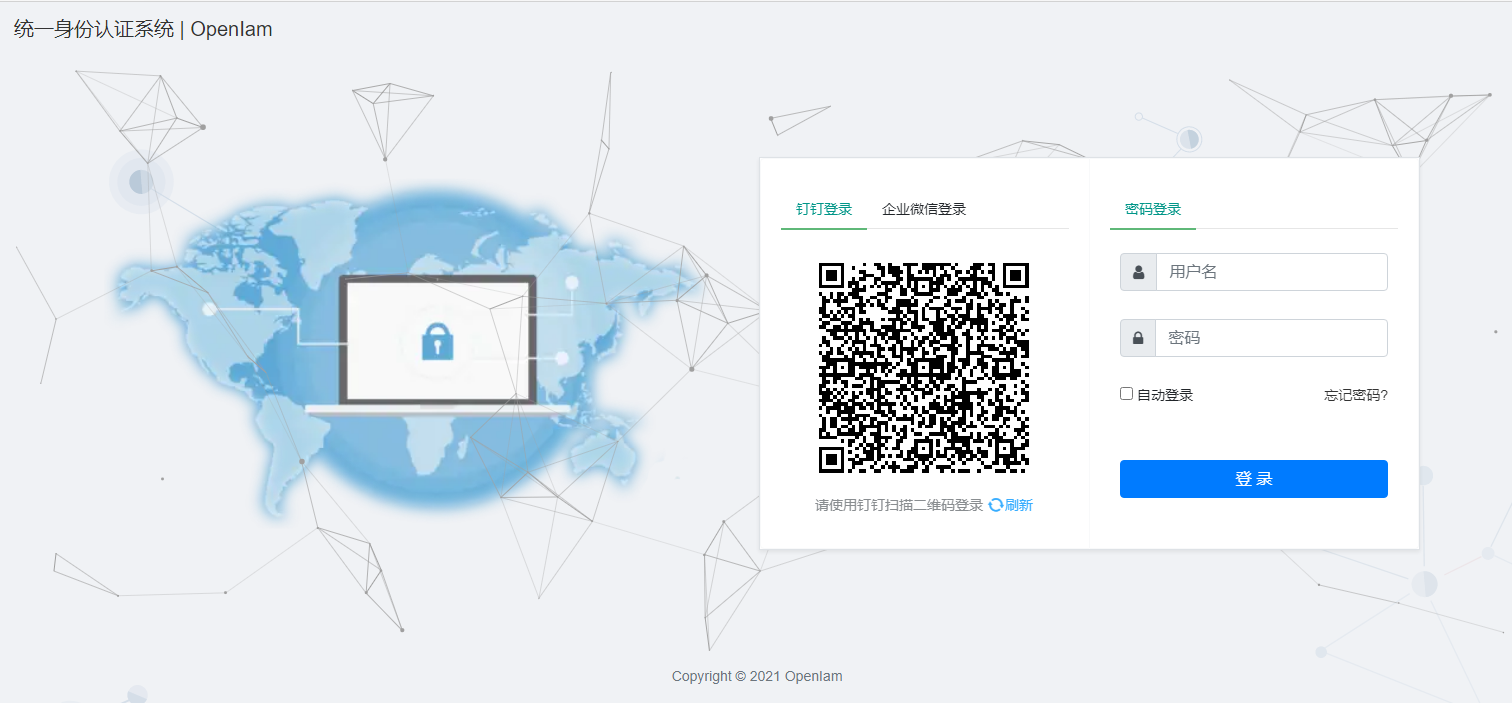 统一身份认证系统 | OpenIam
钉钉登录
企业微信登录
请使用钉钉扫描二维码登录 刷新
密码登录
用户名
密码
自动登录
忘记密码?
登 录
Copyright © 2021 OpenIam